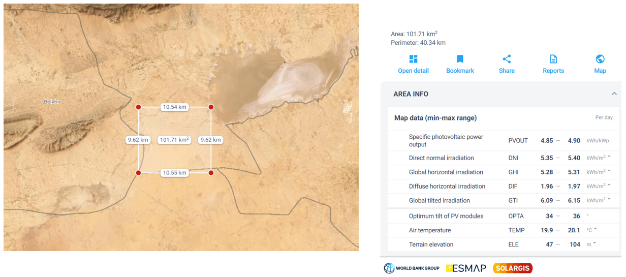 10.54 km
9.62 km
101.71 km²
9.62 km
10.55 km
Area: 101.71 km²
Perimeter: 40.34 km
Open detail
Bookmark
Share
Reports
Map
AREA INFO
Map data (min-max range)
Per day
Specific photovoltaic power output PVOUT 4.85 — 4.90 kWh/kWp
Direct normal irradiation DNI 5.35 — 5.40 kWh/m²
Global horizontal irradiation GHI 5.28 — 5.31 kWh/m²
Diffuse horizontal irradiation DIF 1.96 — 1.97 kWh/m²
Global tilted irradiation GTI 6.09 — 6.15 kWh/m²
Optimum tilt of PV modules OPTA 34 — 36 °
Air temperature TEMP 19.9 — 20.1 °C
Terrain elevation ELE 47 — 104 m
WORLD BANK GROUP
ESMAP
SOLARGIS